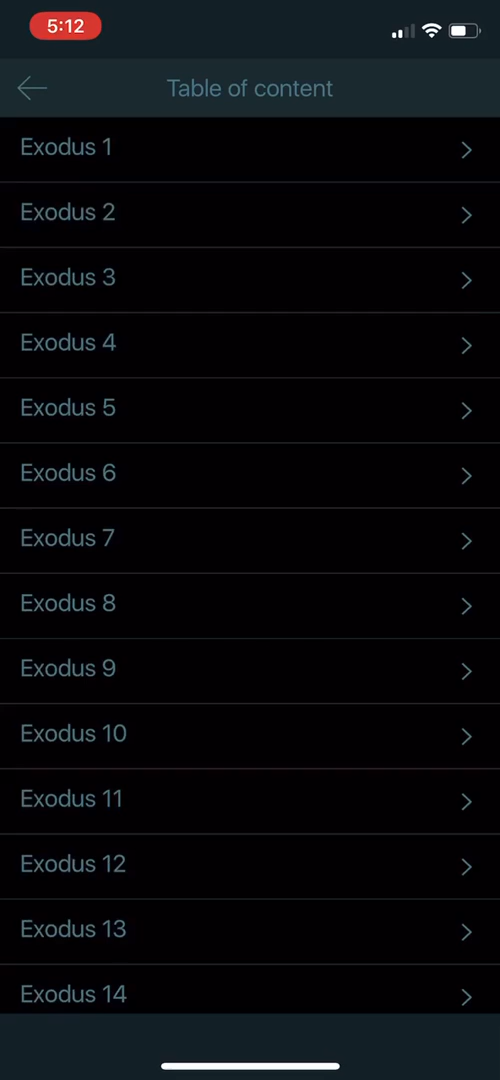 5:12
Table of content
Exodus 1
Exodus 2
Exodus 3
Exodus 4
Exodus 5
Exodus 6
Exodus 7
Exodus 8
Exodus 9
Exodus 10
Exodus 11
Exodus 12
Exodus 13
Exodus 14